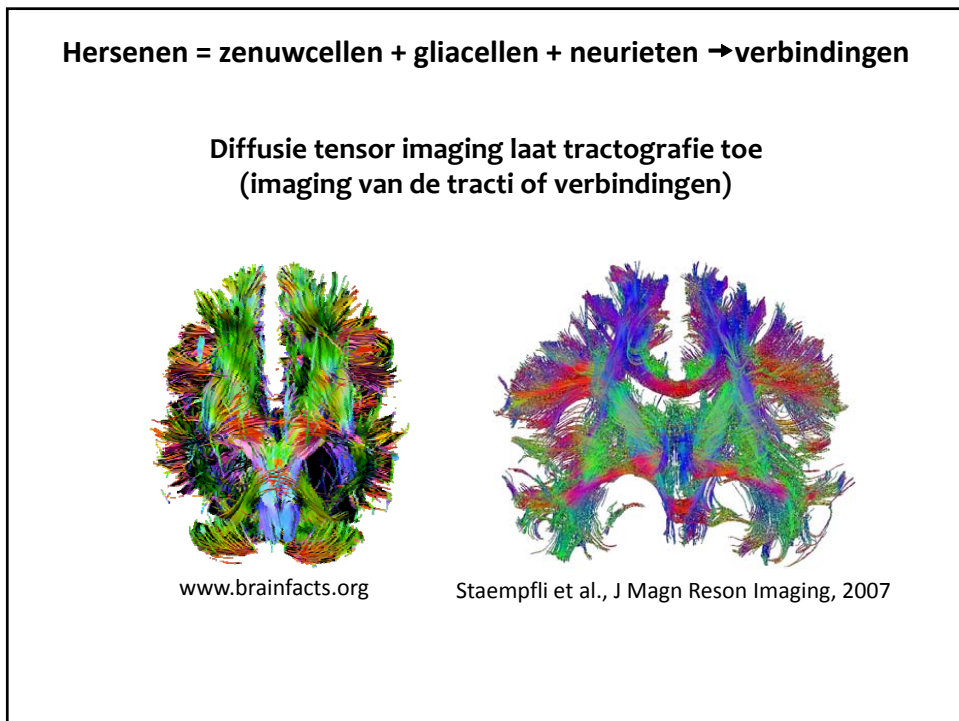 Hersenen = zenuwcellen + gliacellen + neurieten ➔verbindingen
Diffusie tensor imaging laat tractografie toe
(imaging van de tracti of verbindingen)
www.brainfacts.org
Staempfli et al., J Magn Reson Imaging, 2007